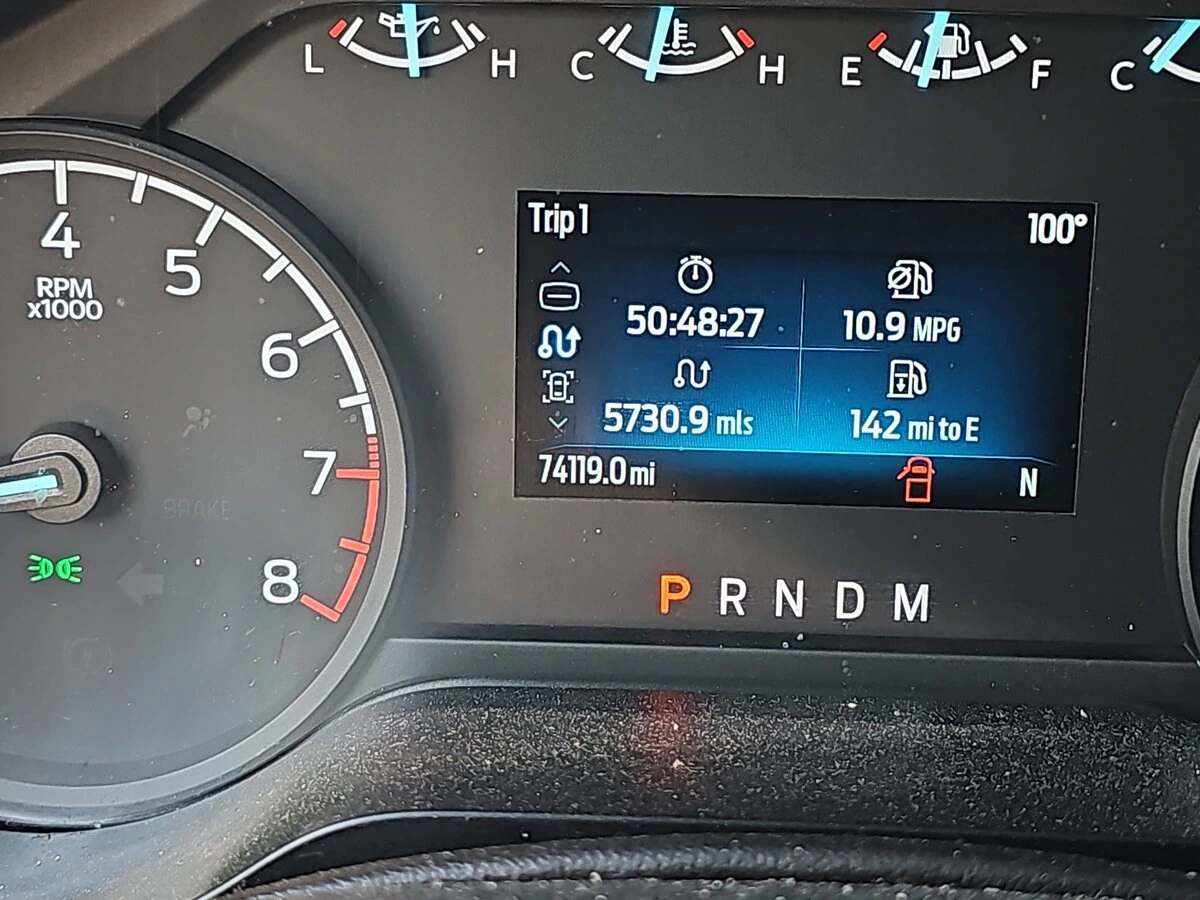 L H C H E F C
Trip 1 100°
4
5
RPM
x1000
50:48:27 10.9 MPG
6
5730.9 mls 142 mi to E
7
74119.0 mi N
BRAKE
8
P R N D M